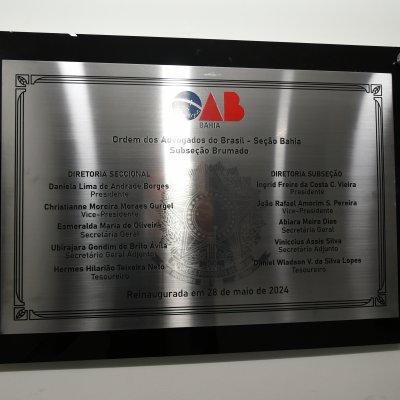 OAB
BAHIA
Ordem dos Advogados do Brasil - Seção Bahia
Subseção Brumado
DIRETORIA SECCIONAL
Daniela Lima de Andrade Borges
Presidente
Christianne Moreira Moraes Gurgel
Vice-Presidente
Esmeralda Maria de Oliveira
Secretária Geral
Ubirajara Gondim de Brito Ávila
Secretário Geral Adjunto
Hermes Hilarião Teixeira Neto
Tesoureiro
DIRETORIA SUBSEÇÃO
Ingrid Freire da Costa C. Vieira
Presidente
João Rafael Amorim S. Pereira
Vice-Presidente
Abiara Meira Dias
Secretária Geral
Viniccius Assis Silva
Secretário Adjunto
Daniel Wladson V. da Silva Lopes
Tesoureiro
Reinaugurada em 28 de maio de 2024